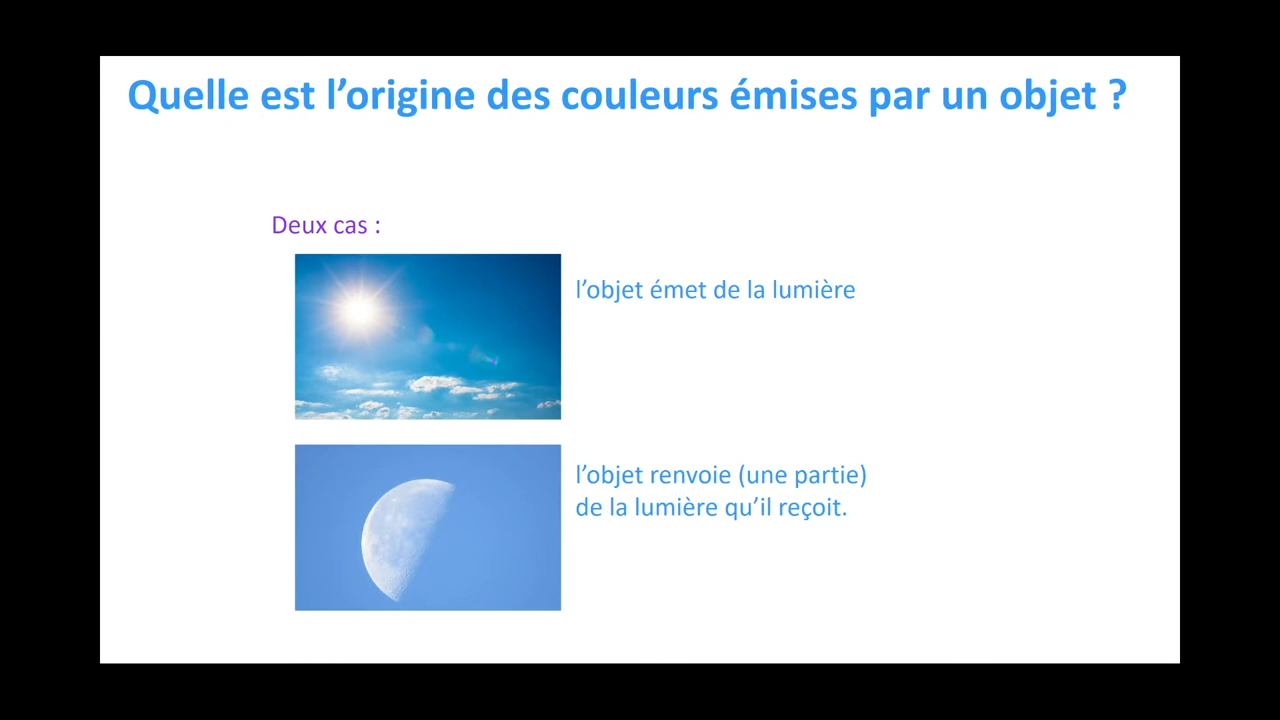 Quelle est l’origine des couleurs émises par un objet ?
Deux cas :
l’objet émet de la lumière
l’objet renvoie (une partie)
de la lumière qu’il reçoit.